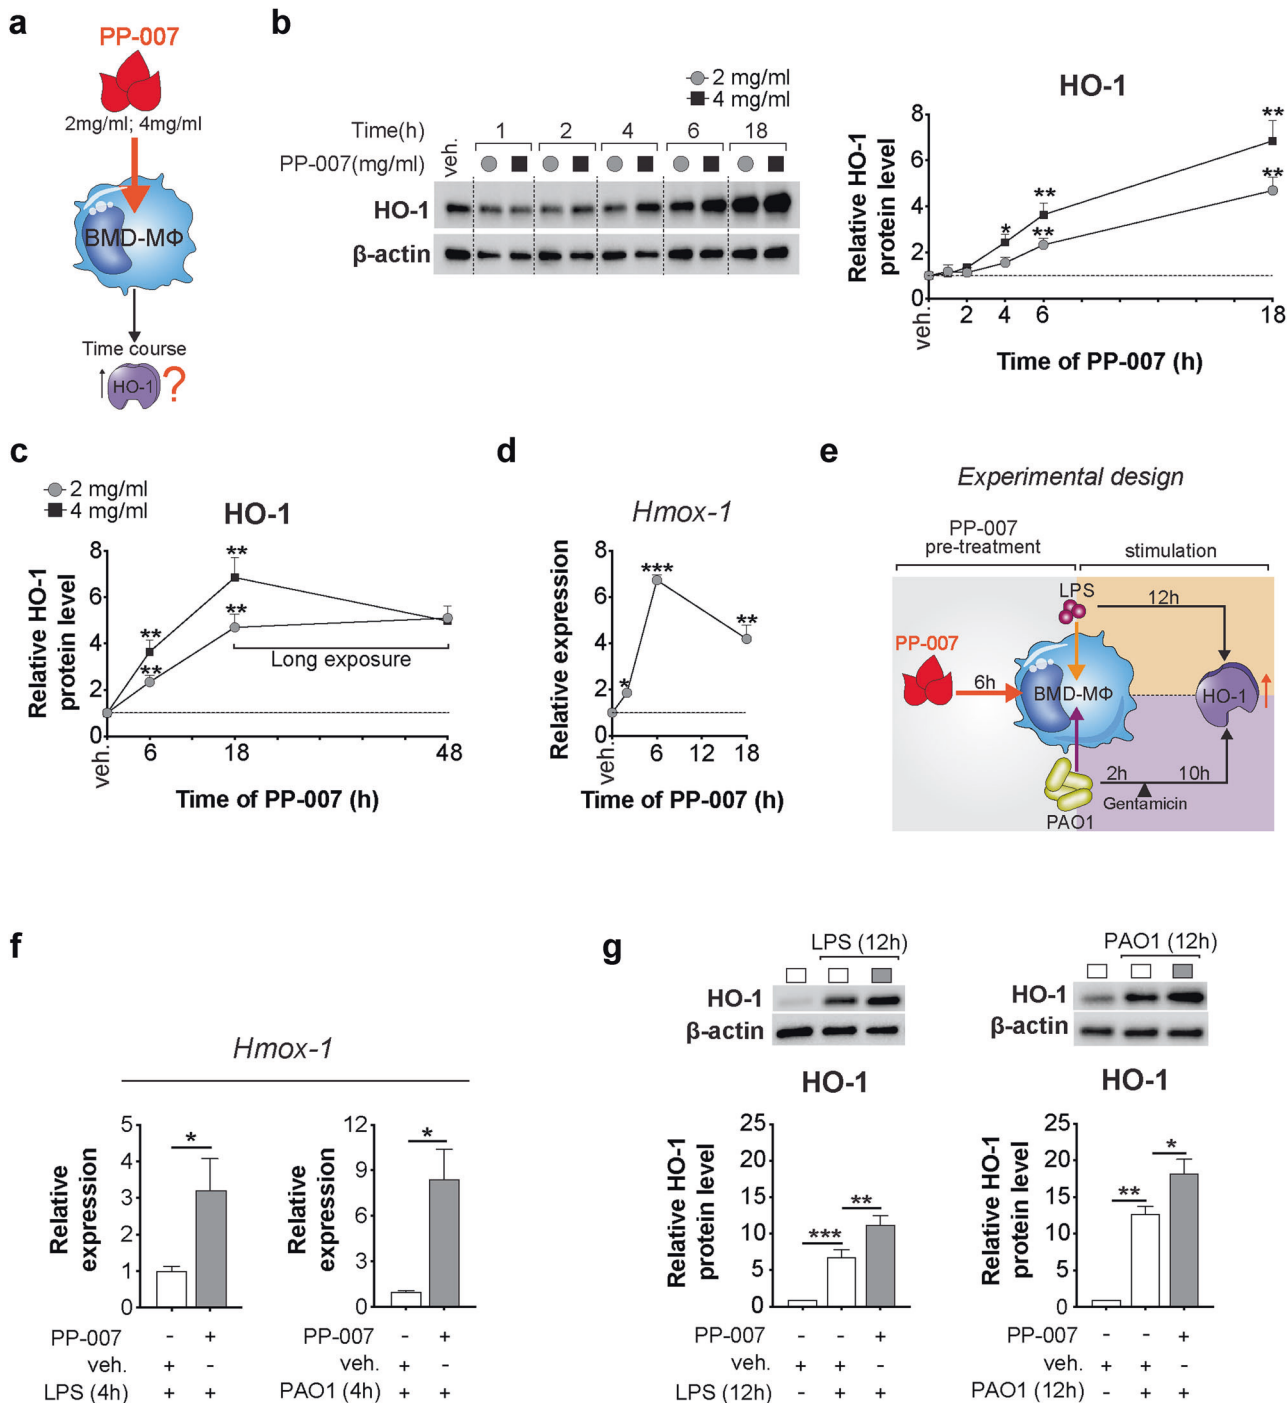 a
PP-007
2mg/ml; 4mg/ml
BMD-MΦ
Time course
HO-1 ?
b
2 mg/ml
4 mg/ml
Time(h) veh. 1 2 4 6 18
PP-007(mg/ml)
HO-1
β-actin
HO-1
Relative HO-1
protein level
8
6
4
2
0
** ** ** ** *
veh. 2 4 6 18
Time of PP-007 (h)
c
2 mg/ml
4 mg/ml
HO-1
Relative HO-1
protein level
8
6
4
2
0
** ** ** **
Long exposure
veh. 6 18 48
Time of PP-007 (h)
d
Hmox-1
Relative expression
8
6
4
2
0
* *** **
veh. 6 12 18
Time of PP-007 (h)
e
Experimental design
PP-007
pre-treatment
stimulation
LPS
12h
PP-007
6h
BMD-MΦ
HO-1
2h 10h
Gentamicin
PAO1
f
Hmox-1
Relative
expression
5
4
3
2
1
0
*
PP-007 - +
veh. + -
LPS (4h) + +
Relative
expression
12
9
6
3
0
*
PP-007 - +
veh. + -
PAO1 (4h) + +
g
LPS (12h)
HO-1
β-actin
HO-1
Relative HO-1
protein level
25
20
15
10
5
0
*** **
PP-007 - - +
veh. + + -
LPS (12h) - + +
PAO1 (12h)
HO-1
β-actin
HO-1
Relative HO-1
protein level
25
20
15
10
5
0
** *
PP-007 - - +
veh. + + -
PAO1 (12h) - + +